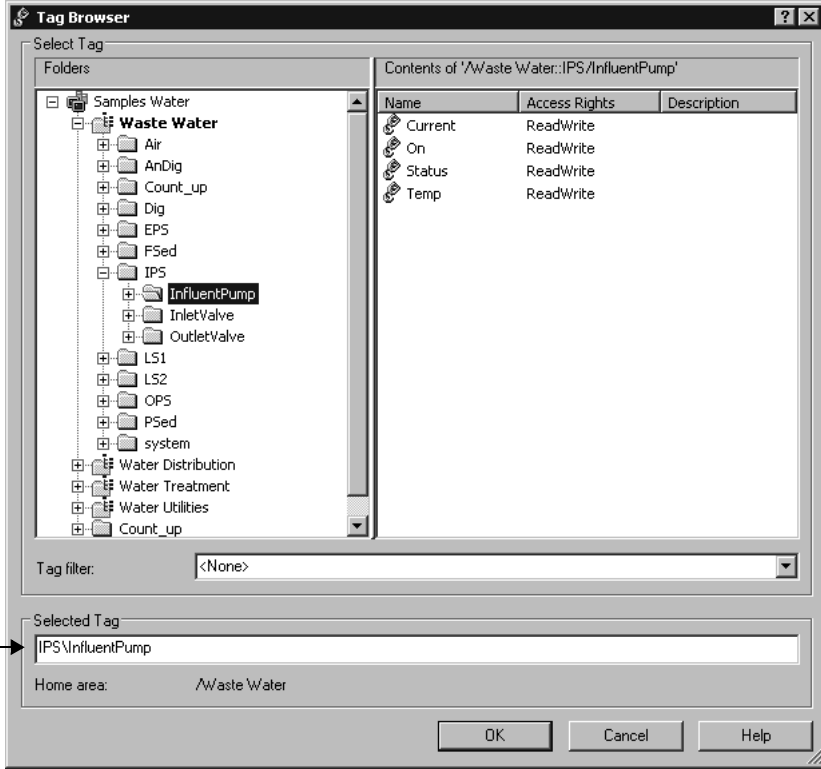 Tag Browser
Select Tag
Folders
Contents of '/Waste Water::IPS/InfluentPump'
Samples Water
Waste Water
Air
AnDig
Count_up
Dig
EPS
FSed
IPS
InfluentPump
InletValve
OutletValve
LS1
LS2
OPS
PSed
system
Water Distribution
Water Treatment
Water Utilities
Count_up
Name Access Rights Description
Current ReadWrite
On ReadWrite
Status ReadWrite
Temp ReadWrite
Tag filter: <None>
Selected Tag
IPS\InfluentPump
Home area: /Waste Water
OK Cancel Help